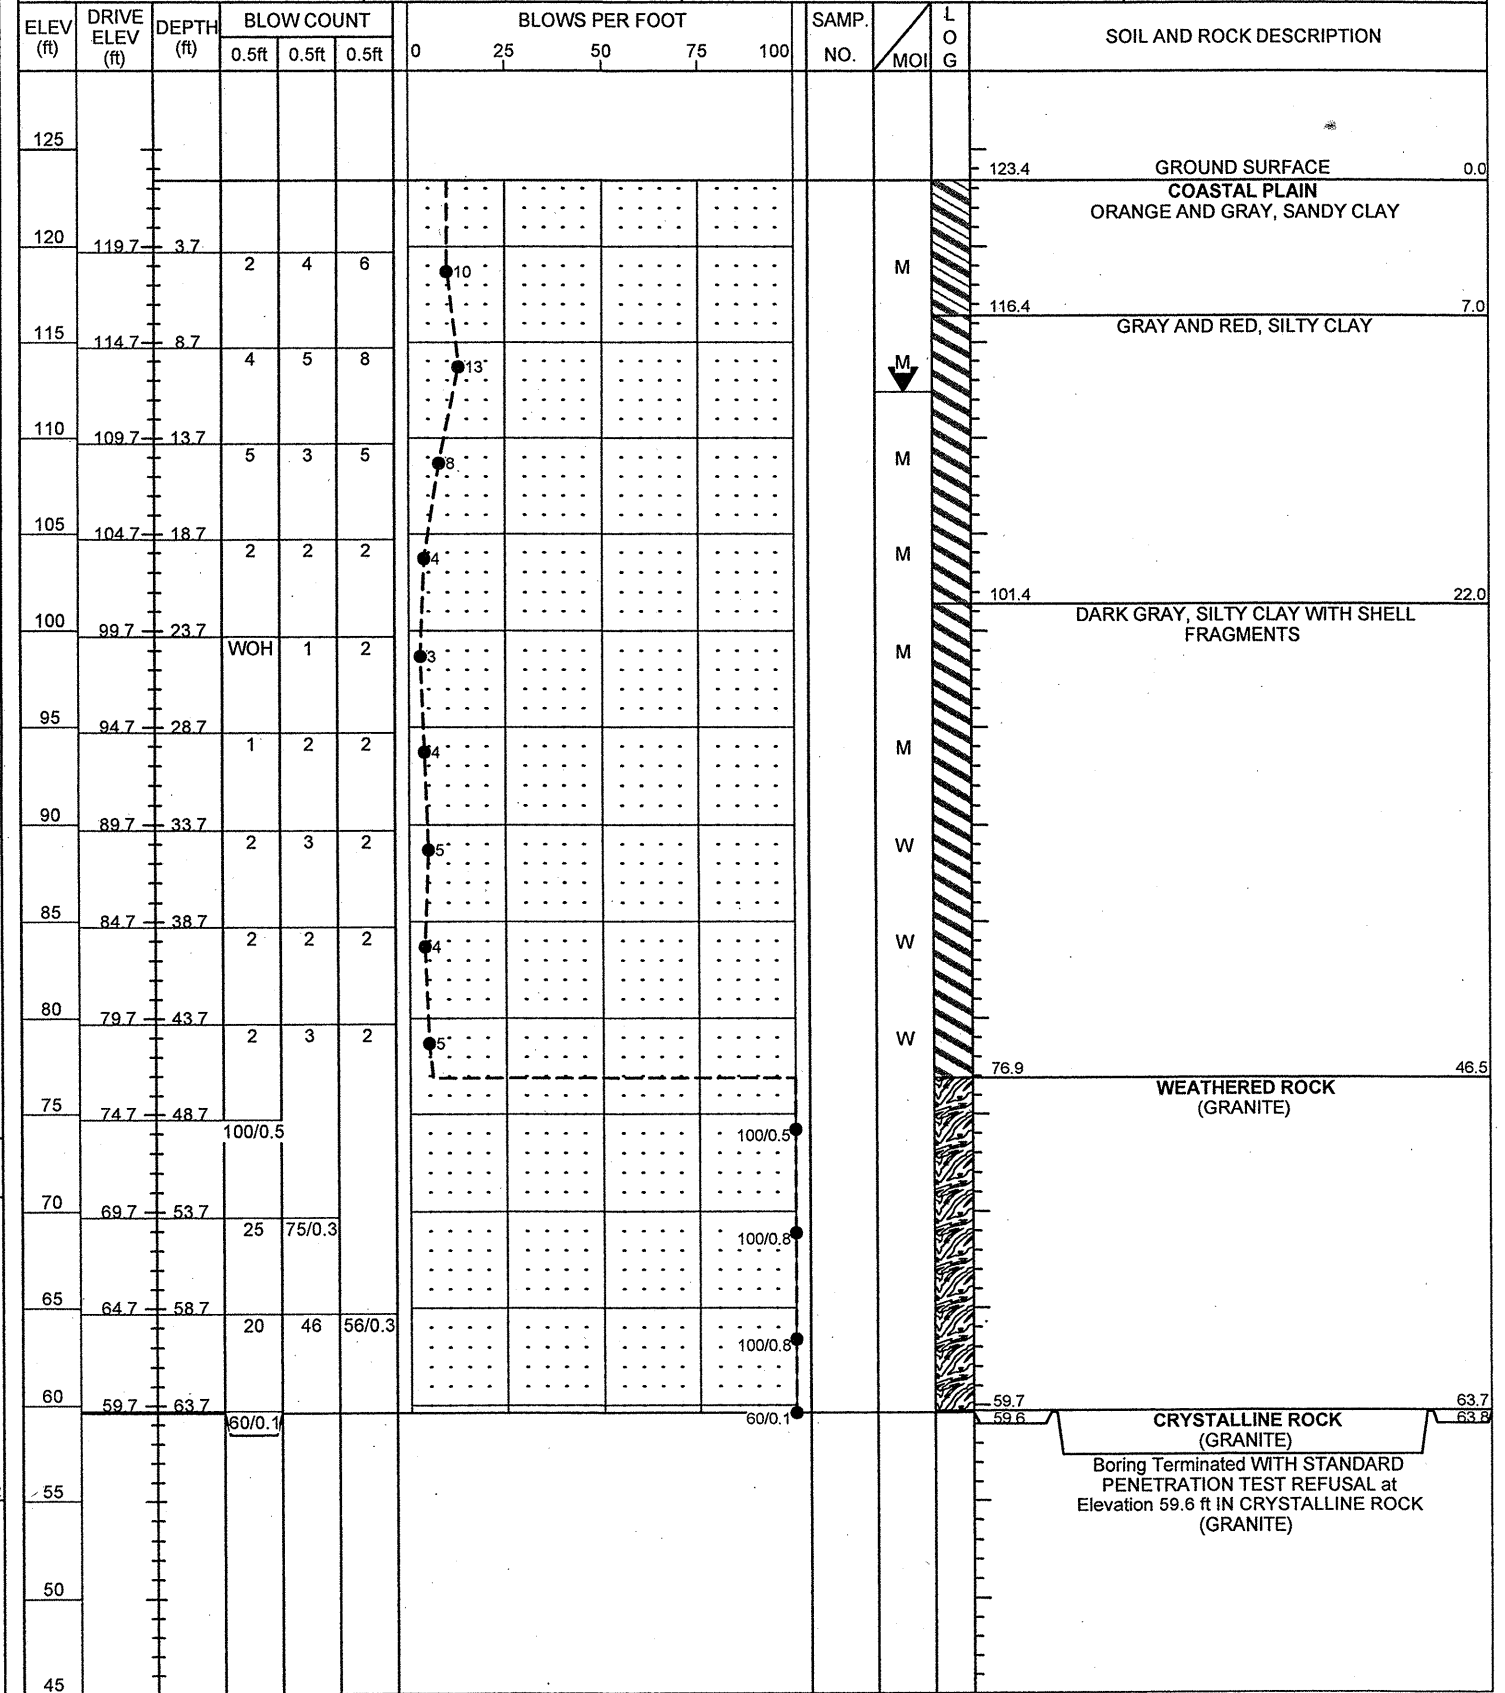 ELEV (ft) DRIVE ELEV (ft) DEPTH (ft) BLOW COUNT BLOWS PER FOOT SAMP. NO. MOI LOG SOIL AND ROCK DESCRIPTION
0.5ft 0.5ft 0.5ft 0 25 50 75 100
125
123.4 GROUND SURFACE 0.0
COASTAL PLAIN
ORANGE AND GRAY, SANDY CLAY
120
119.7 3.7
2 4 6 10 M
116.4 7.0
GRAY AND RED, SILTY CLAY
115
114.7 8.7
4 5 8 13 M
110
109.7 13.7
5 3 5 8 M
105
104.7 18.7
2 2 2 4 M
101.4 22.0
DARK GRAY, SILTY CLAY WITH SHELL
FRAGMENTS
100
99.7 23.7
WOH 1 2 3 M
95
94.7 28.7
1 2 2 4 M
90
89.7 33.7
2 3 2 5 W
85
84.7 38.7
2 2 2 4 W
80
79.7 43.7
2 3 2 5 W
76.9 46.5
WEATHERED ROCK
(GRANITE)
75
74.7 48.7
100/0.5 100/0.5
70
69.7 53.7
25 75/0.3 100/0.8
65
64.7 58.7
20 46 56/0.3 100/0.8
60
59.7 63.7 59.7 63.7
60/0.1 60/0.1 59.6 CRYSTALLINE ROCK 63.8
(GRANITE)
Boring Terminated WITH STANDARD
PENETRATION TEST REFUSAL at
Elevation 59.6 ft IN CRYSTALLINE ROCK
(GRANITE)
55
50
45